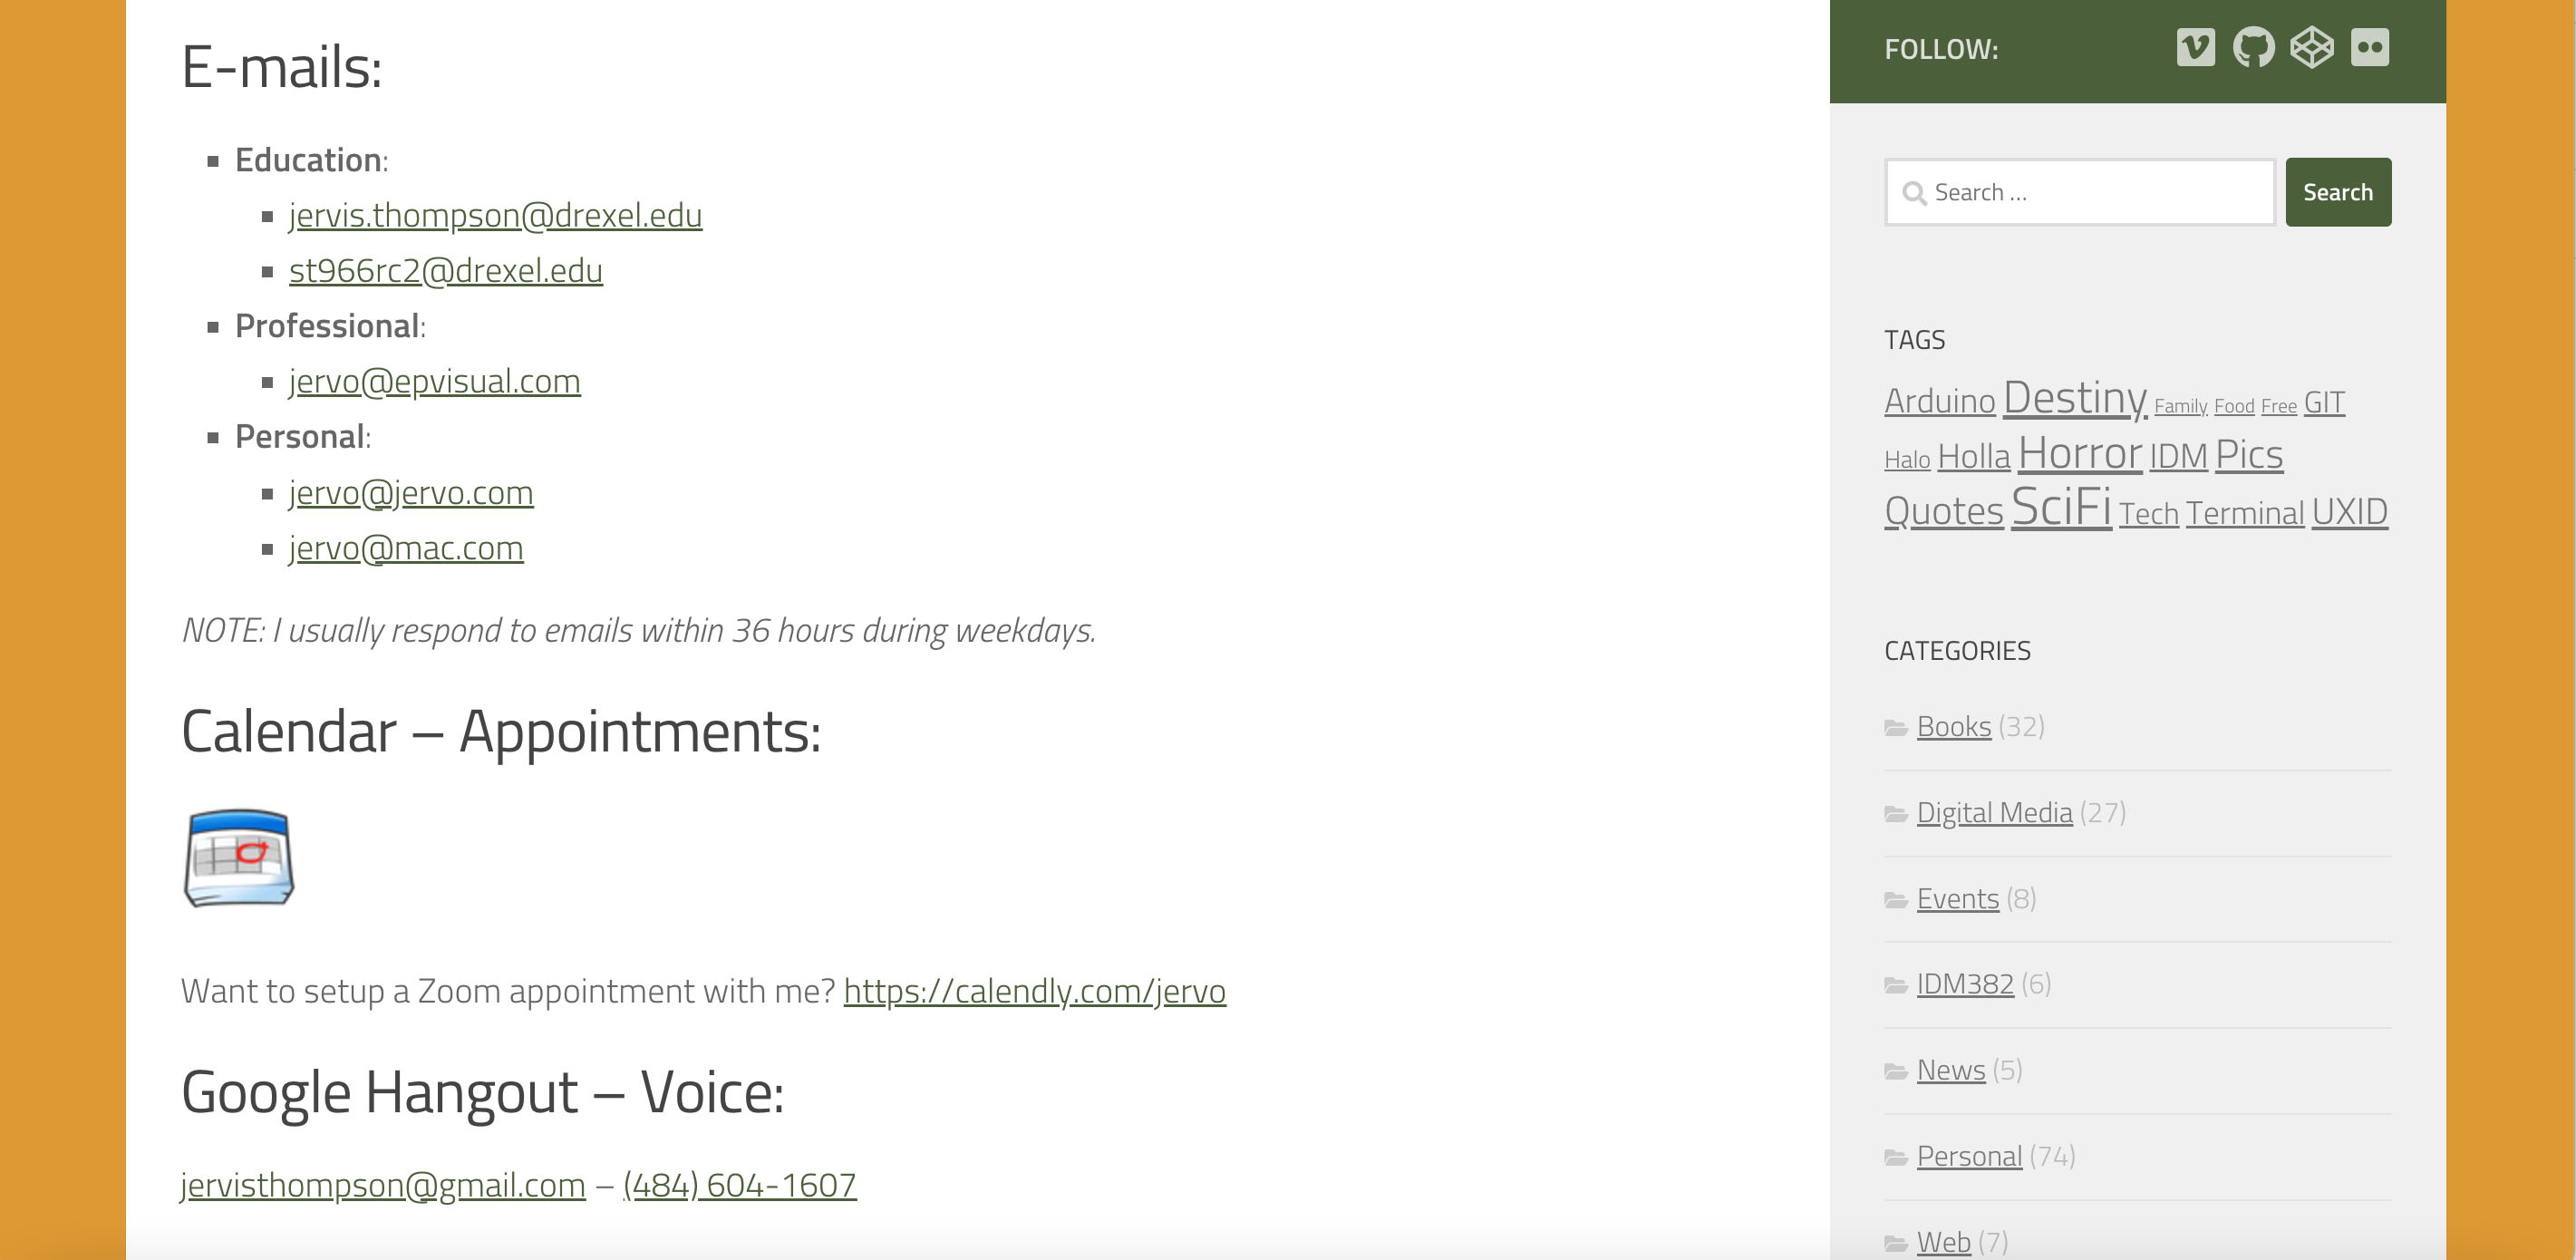 E-mails:
Education:
jervis.thompson@drexel.edu
st966rc2@drexel.edu
Professional:
jervo@epvisual.com
Personal:
jervo@jervo.com
jervo@mac.com
NOTE: I usually respond to emails within 36 hours during weekdays.
Calendar – Appointments:
Want to setup a Zoom appointment with me? https://calendly.com/jervo
Google Hangout – Voice:
jervisthompson@gmail.com – (484) 604-1607
FOLLOW:
Search ...
Search
TAGS
Arduino Destiny Family Food Free GIT
Halo Holla Horror IDM Pics
Quotes SciFi Tech Terminal UXID
CATEGORIES
Books (32)
Digital Media (27)
Events (8)
IDM382 (6)
News (5)
Personal (74)
Web (7)